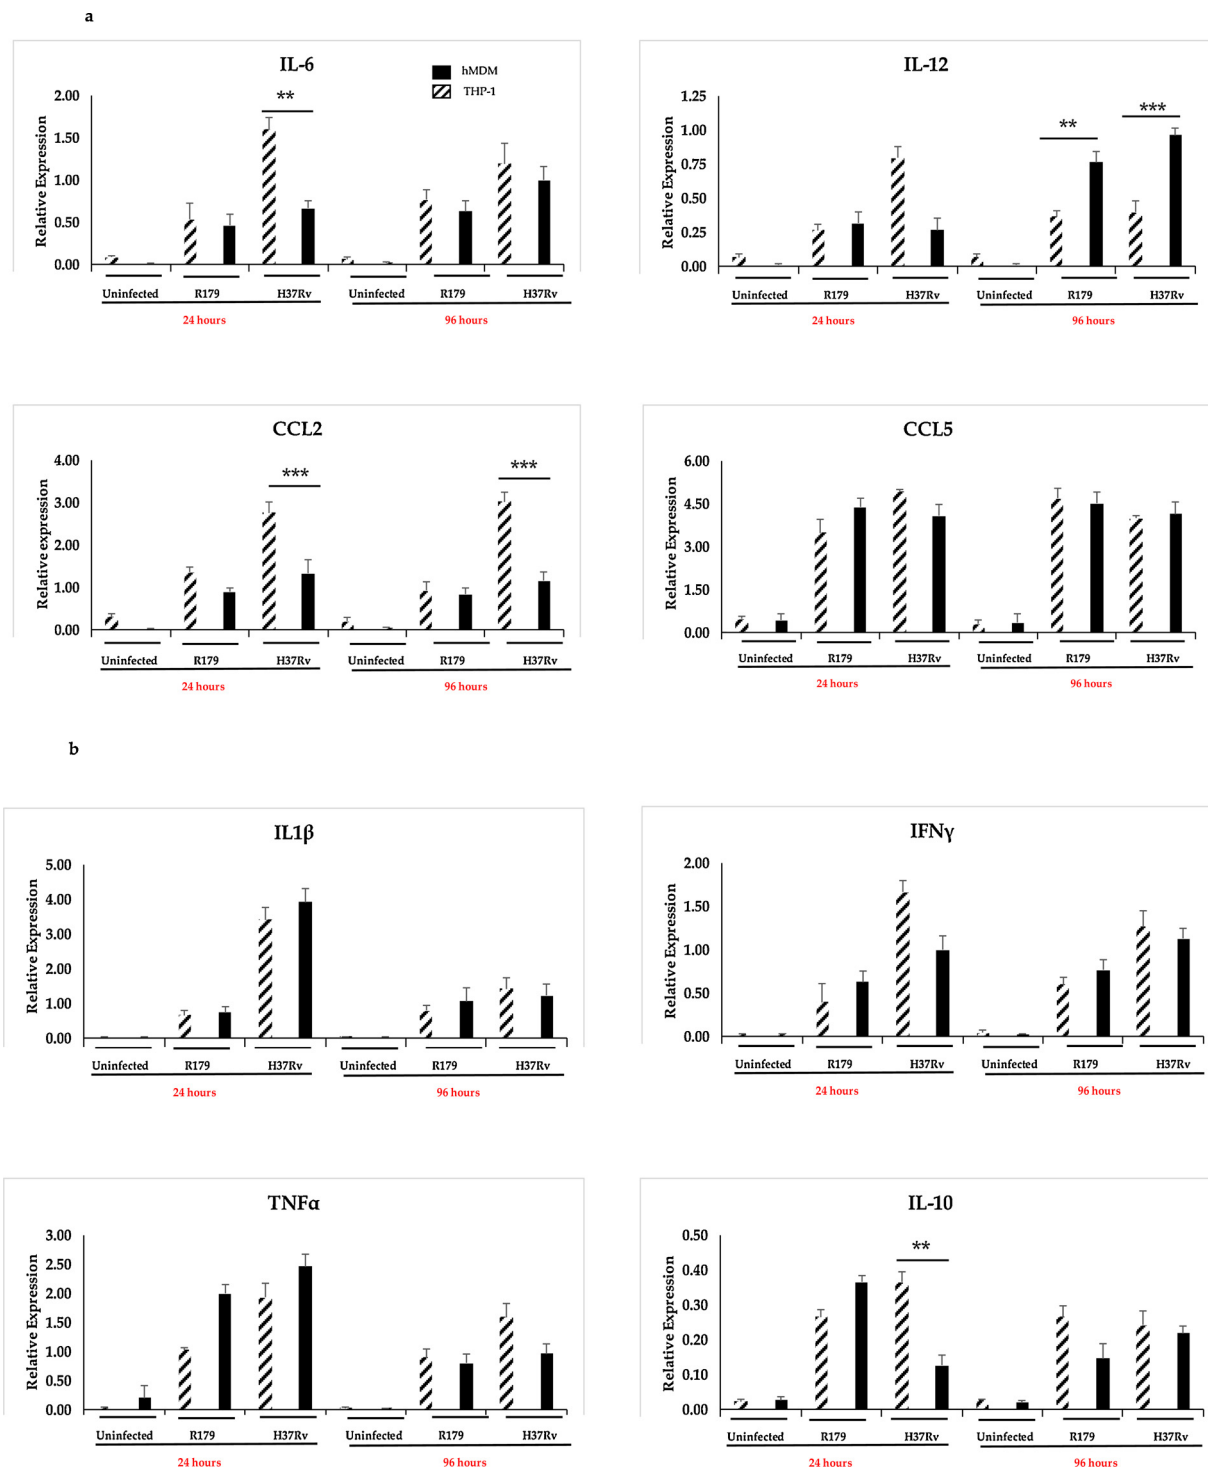 a
IL-6
hMDM
THP-1
**
2.00
1.50
1.00
0.50
0.00
Relative Expression
Uninfected R179 H37Rv Uninfected R179 H37Rv
24 hours 96 hours
IL-12
** ***
1.25
1.00
0.75
0.50
0.25
0.00
Relative Expression
Uninfected R179 H37Rv Uninfected R179 H37Rv
24 hours 96 hours
CCL2
*** ***
4.00
3.00
2.00
1.00
0.00
Relative expression
Uninfected R179 H37Rv Uninfected R179 H37Rv
24 hours 96 hours
CCL5
6.00
4.50
3.00
1.50
0.00
Relative Expression
Uninfected R179 H37Rv Uninfected R179 H37Rv
24 hours 96 hours
b
IL1β
5.00
4.00
3.00
2.00
1.00
0.00
Relative Expression
Uninfected R179 H37Rv Uninfected R179 H37Rv
24 hours 96 hours
IFNγ
2.00
1.50
1.00
0.50
0.00
Relative Expression
Uninfected R179 H37Rv Uninfected R179 H37Rv
24 hours 96 hours
TNFα
3.00
2.50
2.00
1.50
1.00
0.50
0.00
Relative Expression
Uninfected R179 H37Rv Uninfected R179 H37Rv
24 hours 96 hours
IL-10
**
0.50
0.40
0.30
0.20
0.10
0.00
Relative Expression
Uninfected R179 H37Rv Uninfected R179 H37Rv
24 hours 96 hours